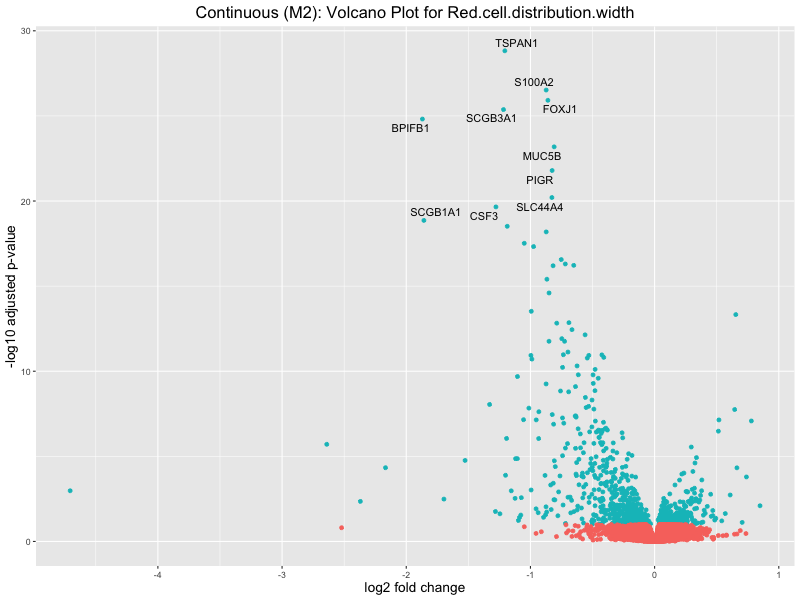 Continuous (M2): Volcano Plot for Red.cell.distribution.width
30
TSPAN1
S100A2
FOXJ1
SCGB3A1
BPIFB1
MUC5B
PIGR
SLC44A4
SCGB1A1
CSF3
20
-log10 adjusted p-value
10
0
-4
-3
-2
-1
0
1
log2 fold change